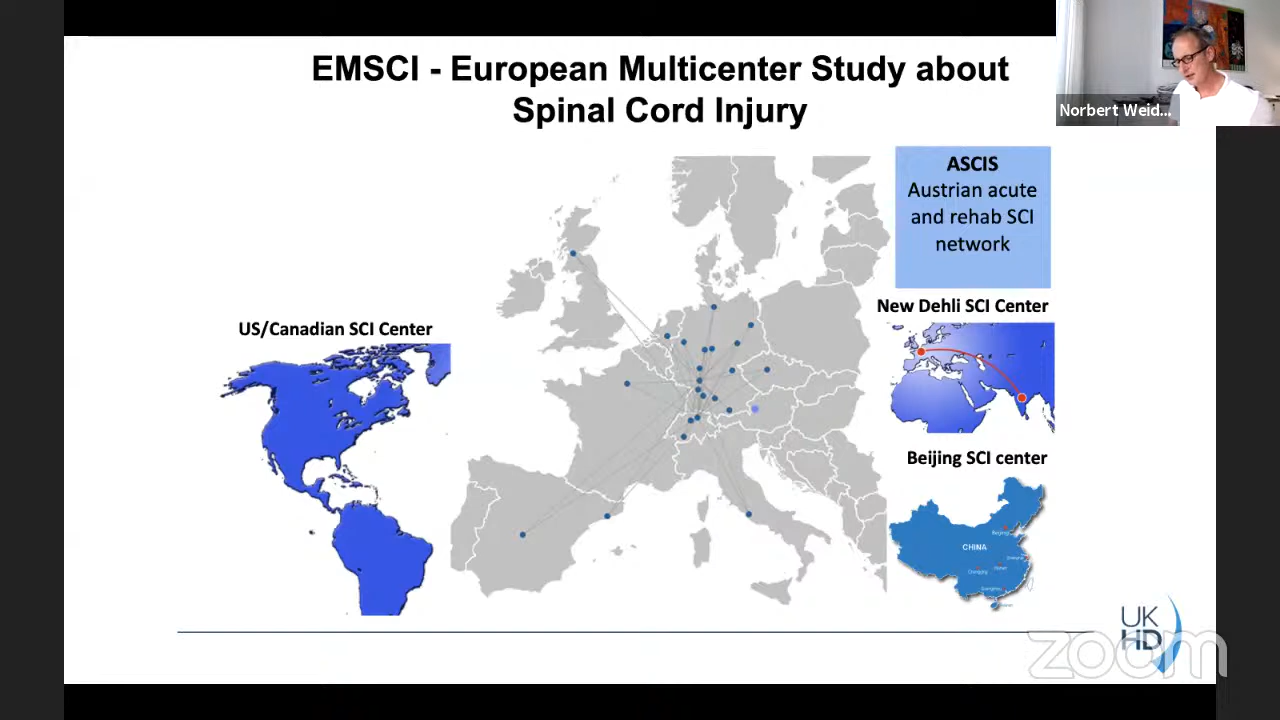 EMSCI - European Multicenter Study about
Spinal Cord Injury
Norbert Weid...
ASCIS
Austrian acute
and rehab SCI
network
New Dehli SCI Center
US/Canadian SCI Center
Beijing SCI center
Beijing
CHINA
UK
HD
zoom